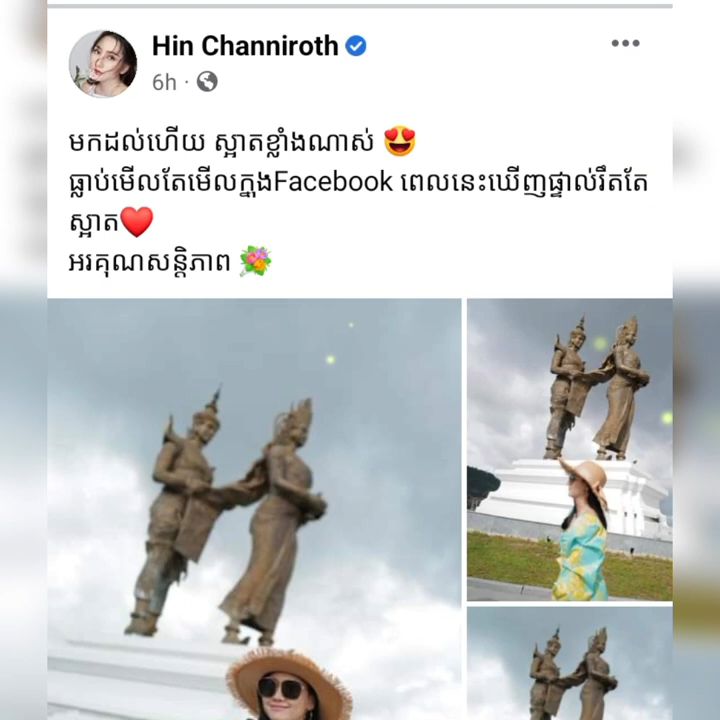 Hin Channiroth
6h ·
មកដល់ហើយ ស្អាតខ្លាំងណាស់ 😍
ធ្លាប់មើលតែមើលក្នុងFacebook ពេលនេះឃើញផ្ទាល់រឹតតែ
ស្អាត❤️
អរគុណសន្តិភាព 💐